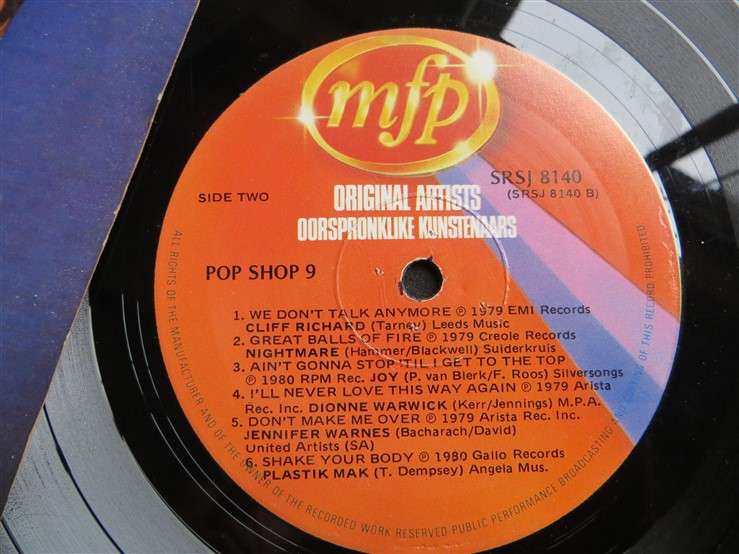 mfp
SIDE TWO
ORIGINAL ARTISTS
OORSPRONKLIKE KUNSTENAARS
SRSJ 8140
(SRSJ 8140 B)
POP SHOP 9
1. WE DON'T TALK ANYMORE ℗ 1979 EMI Records
CLIFF RICHARD (Tarney) Leeds Music
2. GREAT BALLS OF FIRE ℗ 1979 Creole Records
NIGHTMARE (Hammer/Blackwell) Suiderkruis
3. AIN'T GONNA STOP 'TIL I GET TO THE TOP
℗ 1980 RPM Rec. JOY (P. van Blerk/F. Roos) Silversongs
4. I'LL NEVER LOVE THIS WAY AGAIN ℗ 1979 Arista
Rec. Inc. DIONNE WARWICK (Kerr/Jennings) M.P.A.
5. DON'T MAKE ME OVER ℗ 1979 Arista Rec. Inc.
JENNIFER WARNES (Bacharach/David)
United Artists (SA)
6. SHAKE YOUR BODY ℗ 1980 Gallo Records
PLASTIK MAK (T. Dempsey) Angela Mus.
ALL RIGHTS OF THE MANUFACTURER AND OF THE OWNER OF THE RECORDED WORK RESERVED PUBLIC PERFORMANCE BROADCASTING OF THIS RECORD PROHIBITED